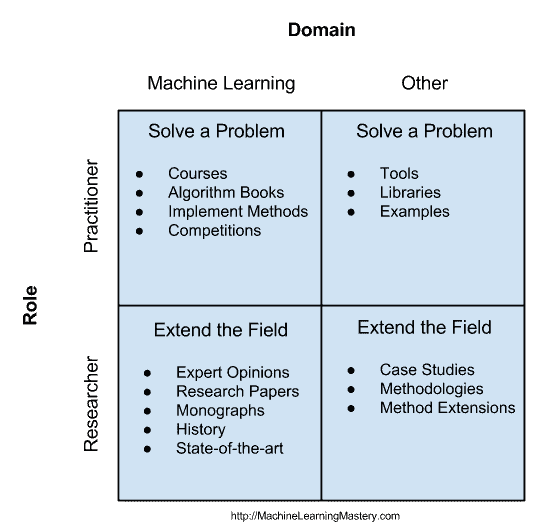 Domain
Machine Learning
Other
Role
Practitioner
Solve a Problem
● Courses
● Algorithm Books
● Implement Methods
● Competitions
Solve a Problem
● Tools
● Libraries
● Examples
Researcher
Extend the Field
● Expert Opinions
● Research Papers
● Monographs
● History
● State-of-the-art
Extend the Field
● Case Studies
● Methodologies
● Method Extensions
http://MachineLearningMastery.com